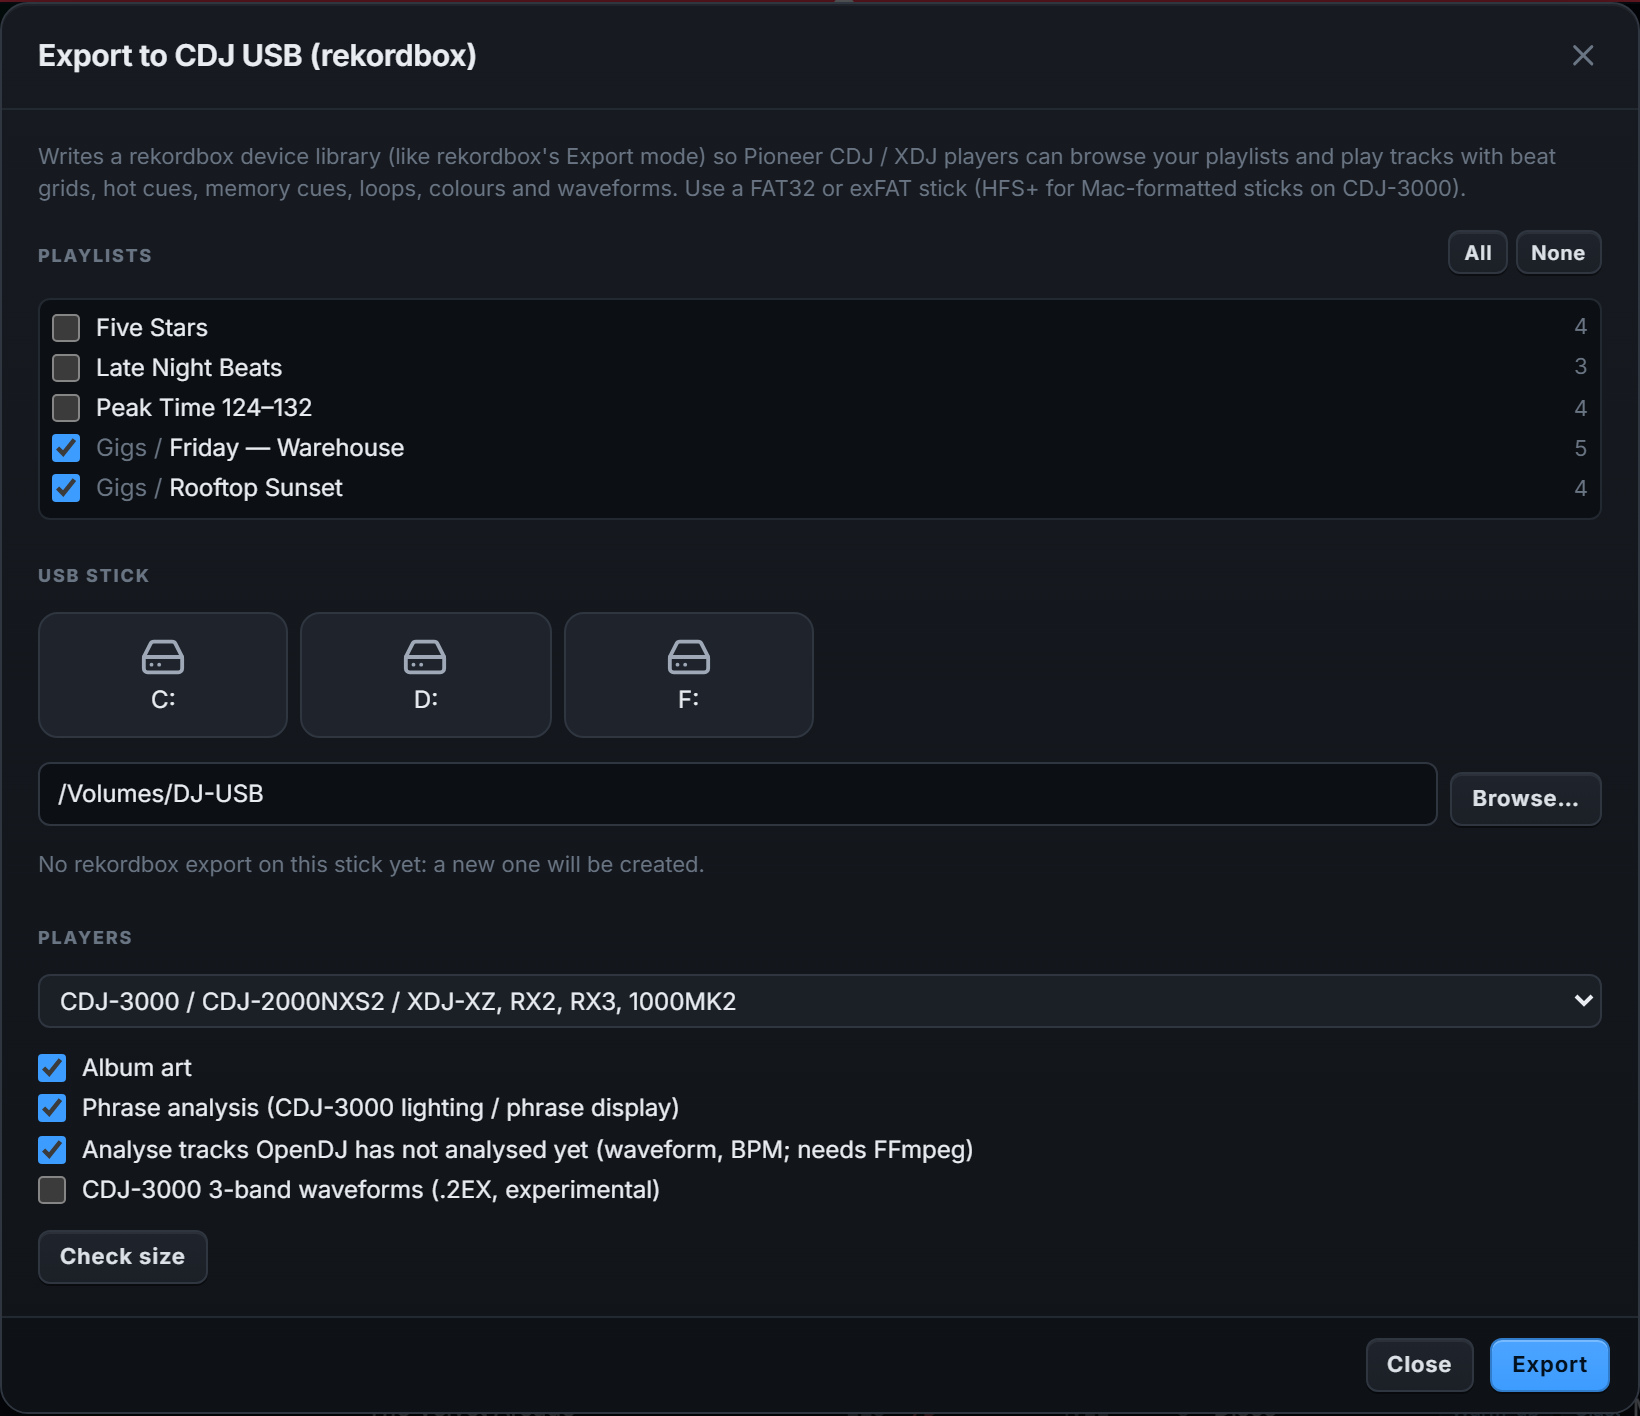 Export to CDJ USB (rekordbox)
Writes a rekordbox device library (like rekordbox's Export mode) so Pioneer CDJ / XDJ players can browse your playlists and play tracks with beat
grids, hot cues, memory cues, loops, colours and waveforms. Use a FAT32 or exFAT stick (HFS+ for Mac-formatted sticks on CDJ-3000).
PLAYLISTS All None
Five Stars 4
Late Night Beats 3
Peak Time 124–132 4
Gigs / Friday — Warehouse 5
Gigs / Rooftop Sunset 4
USB STICK
C: D: F:
/Volumes/DJ-USB Browse...
No rekordbox export on this stick yet: a new one will be created.
PLAYERS
CDJ-3000 / CDJ-2000NXS2 / XDJ-XZ, RX2, RX3, 1000MK2
Album art
Phrase analysis (CDJ-3000 lighting / phrase display)
Analyse tracks OpenDJ has not analysed yet (waveform, BPM; needs FFmpeg)
CDJ-3000 3-band waveforms (.2EX, experimental)
Check size
Close Export